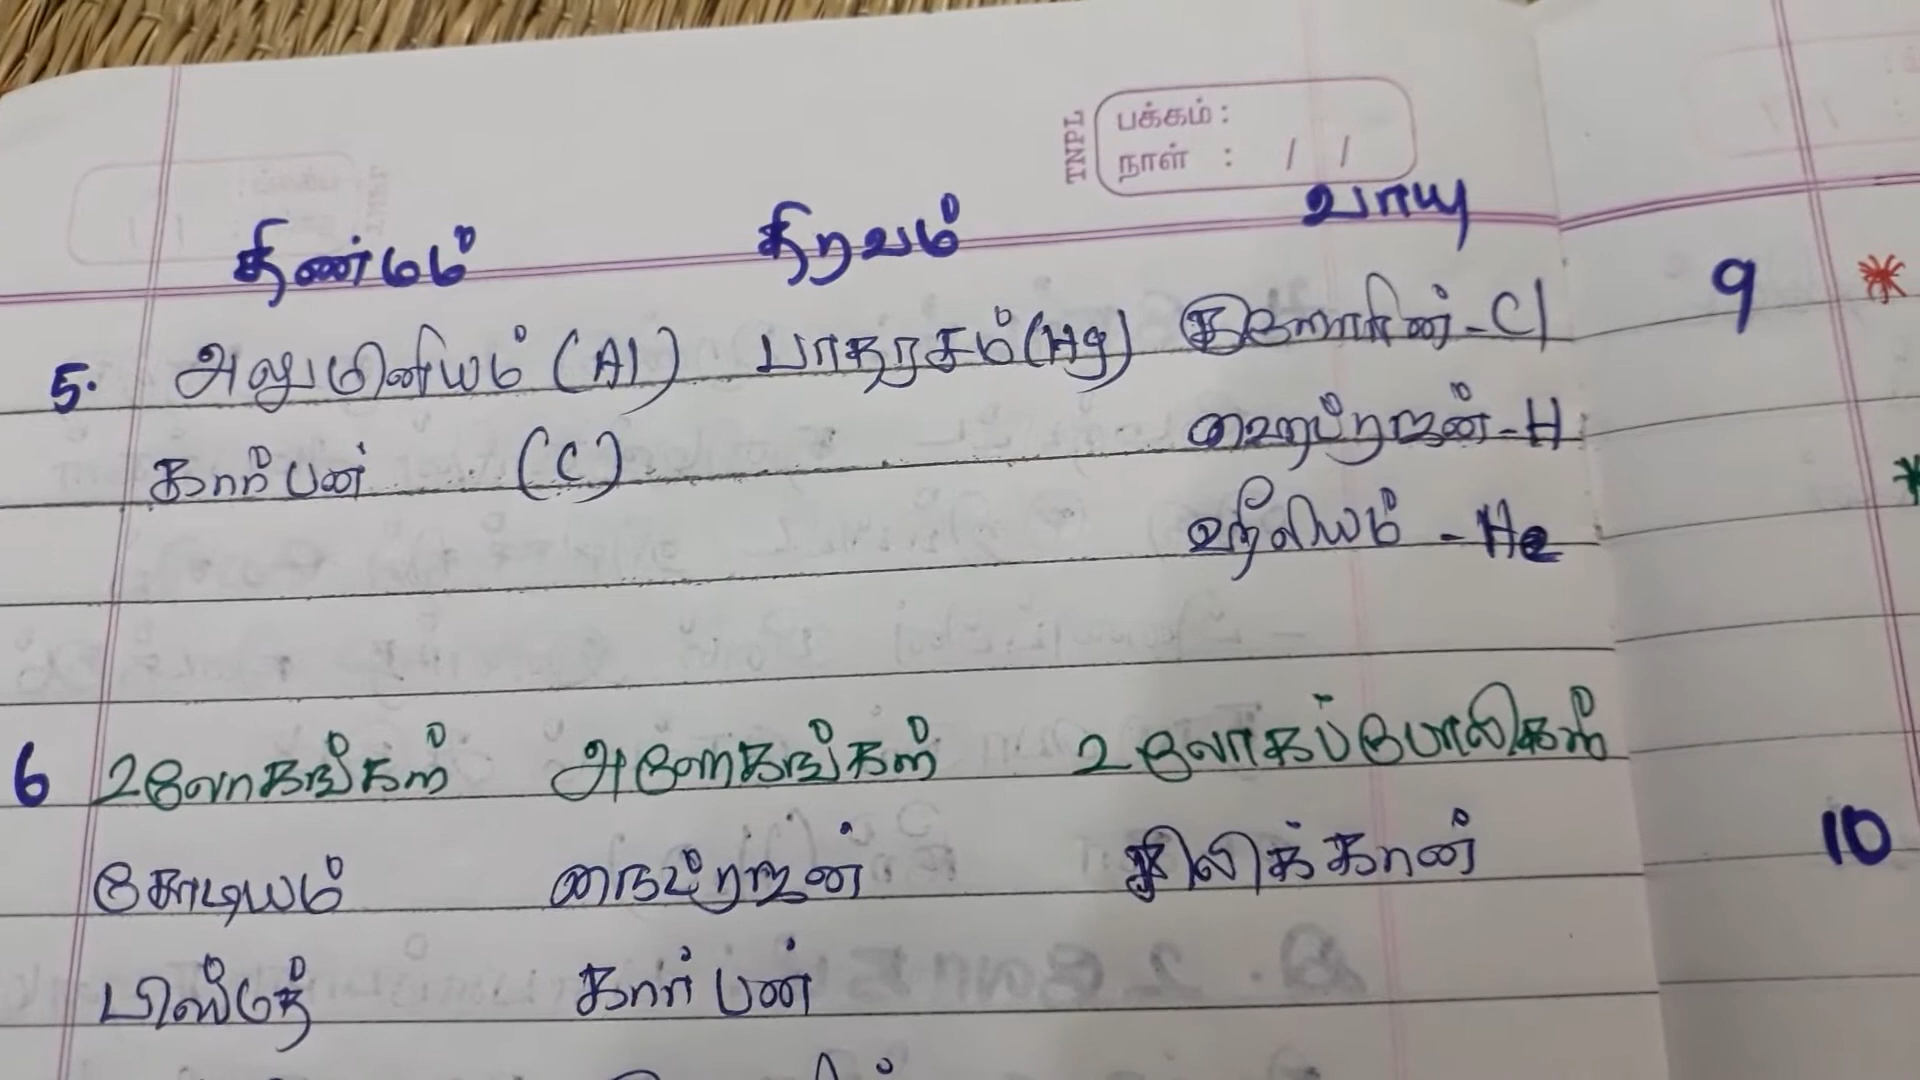 TNPL
பக்கம் :
நாள் : / /
திண்மம் திரவம் வாயு
5. அலுமினியம் (Al) பாதரசம் (Hg) குளோரின் - Cl
கார்பன் (C) ஹைட்ரஜன் - H
ஹீலியம் - He
6 உலோகங்கள் அலோகங்கள் உலோகப்போலிகள்
சோடியம் நைட்ரஜன் சிலிக்கான்
பிஸ்மத் கார்பன்
9
10